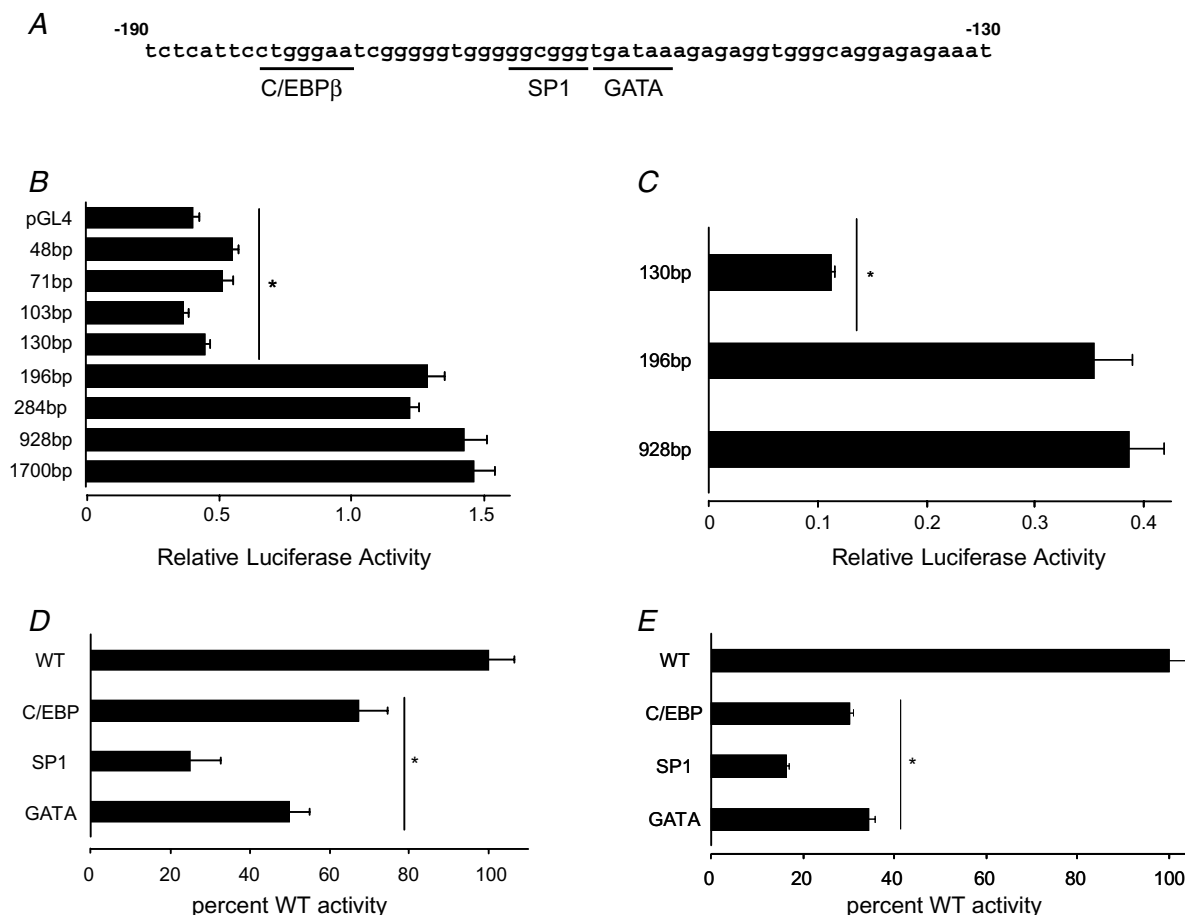 A
-190
-130
tctcattcctgggaatcgggggtggggggcgggtgataaagagaggtgggcaggagagaaat
C/EBPβ SP1 GATA
B
pGL4
48bp
71bp
103bp
130bp
196bp
284bp
928bp
1700bp
*
0 0.5 1.0 1.5
Relative Luciferase Activity
C
130bp
196bp
928bp
*
0 0.1 0.2 0.3 0.4
Relative Luciferase Activity
D
WT
C/EBP
SP1
GATA
*
0 20 40 60 80 100
percent WT activity
E
WT
C/EBP
SP1
GATA
*
0 20 40 60 80 100
percent WT activity